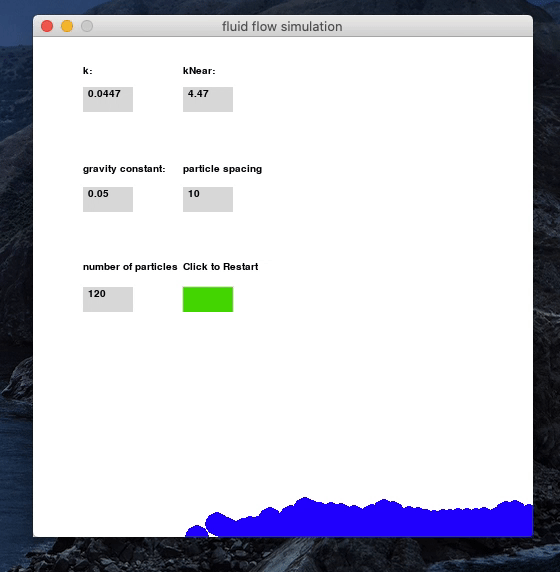 fluid flow simulation
k: kNear:
0.0447 4.47
gravity constant: particle spacing
0.05 10
number of particles Click to Restart
120